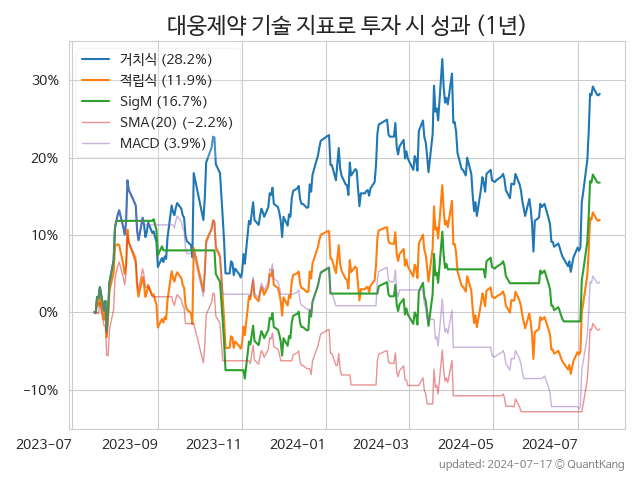 대웅제약 기술 지표로 투자 시 성과 (1년)
거치식 (28.2%)
적립식 (11.9%)
SigM (16.7%)
SMA(20) (−2.2%)
MACD (3.9%)
30%
20%
10%
0%
−10%
2023-07 2023-09 2023-11 2024-01 2024-03 2024-05 2024-07
updated: 2024-07-17 © QuantKang